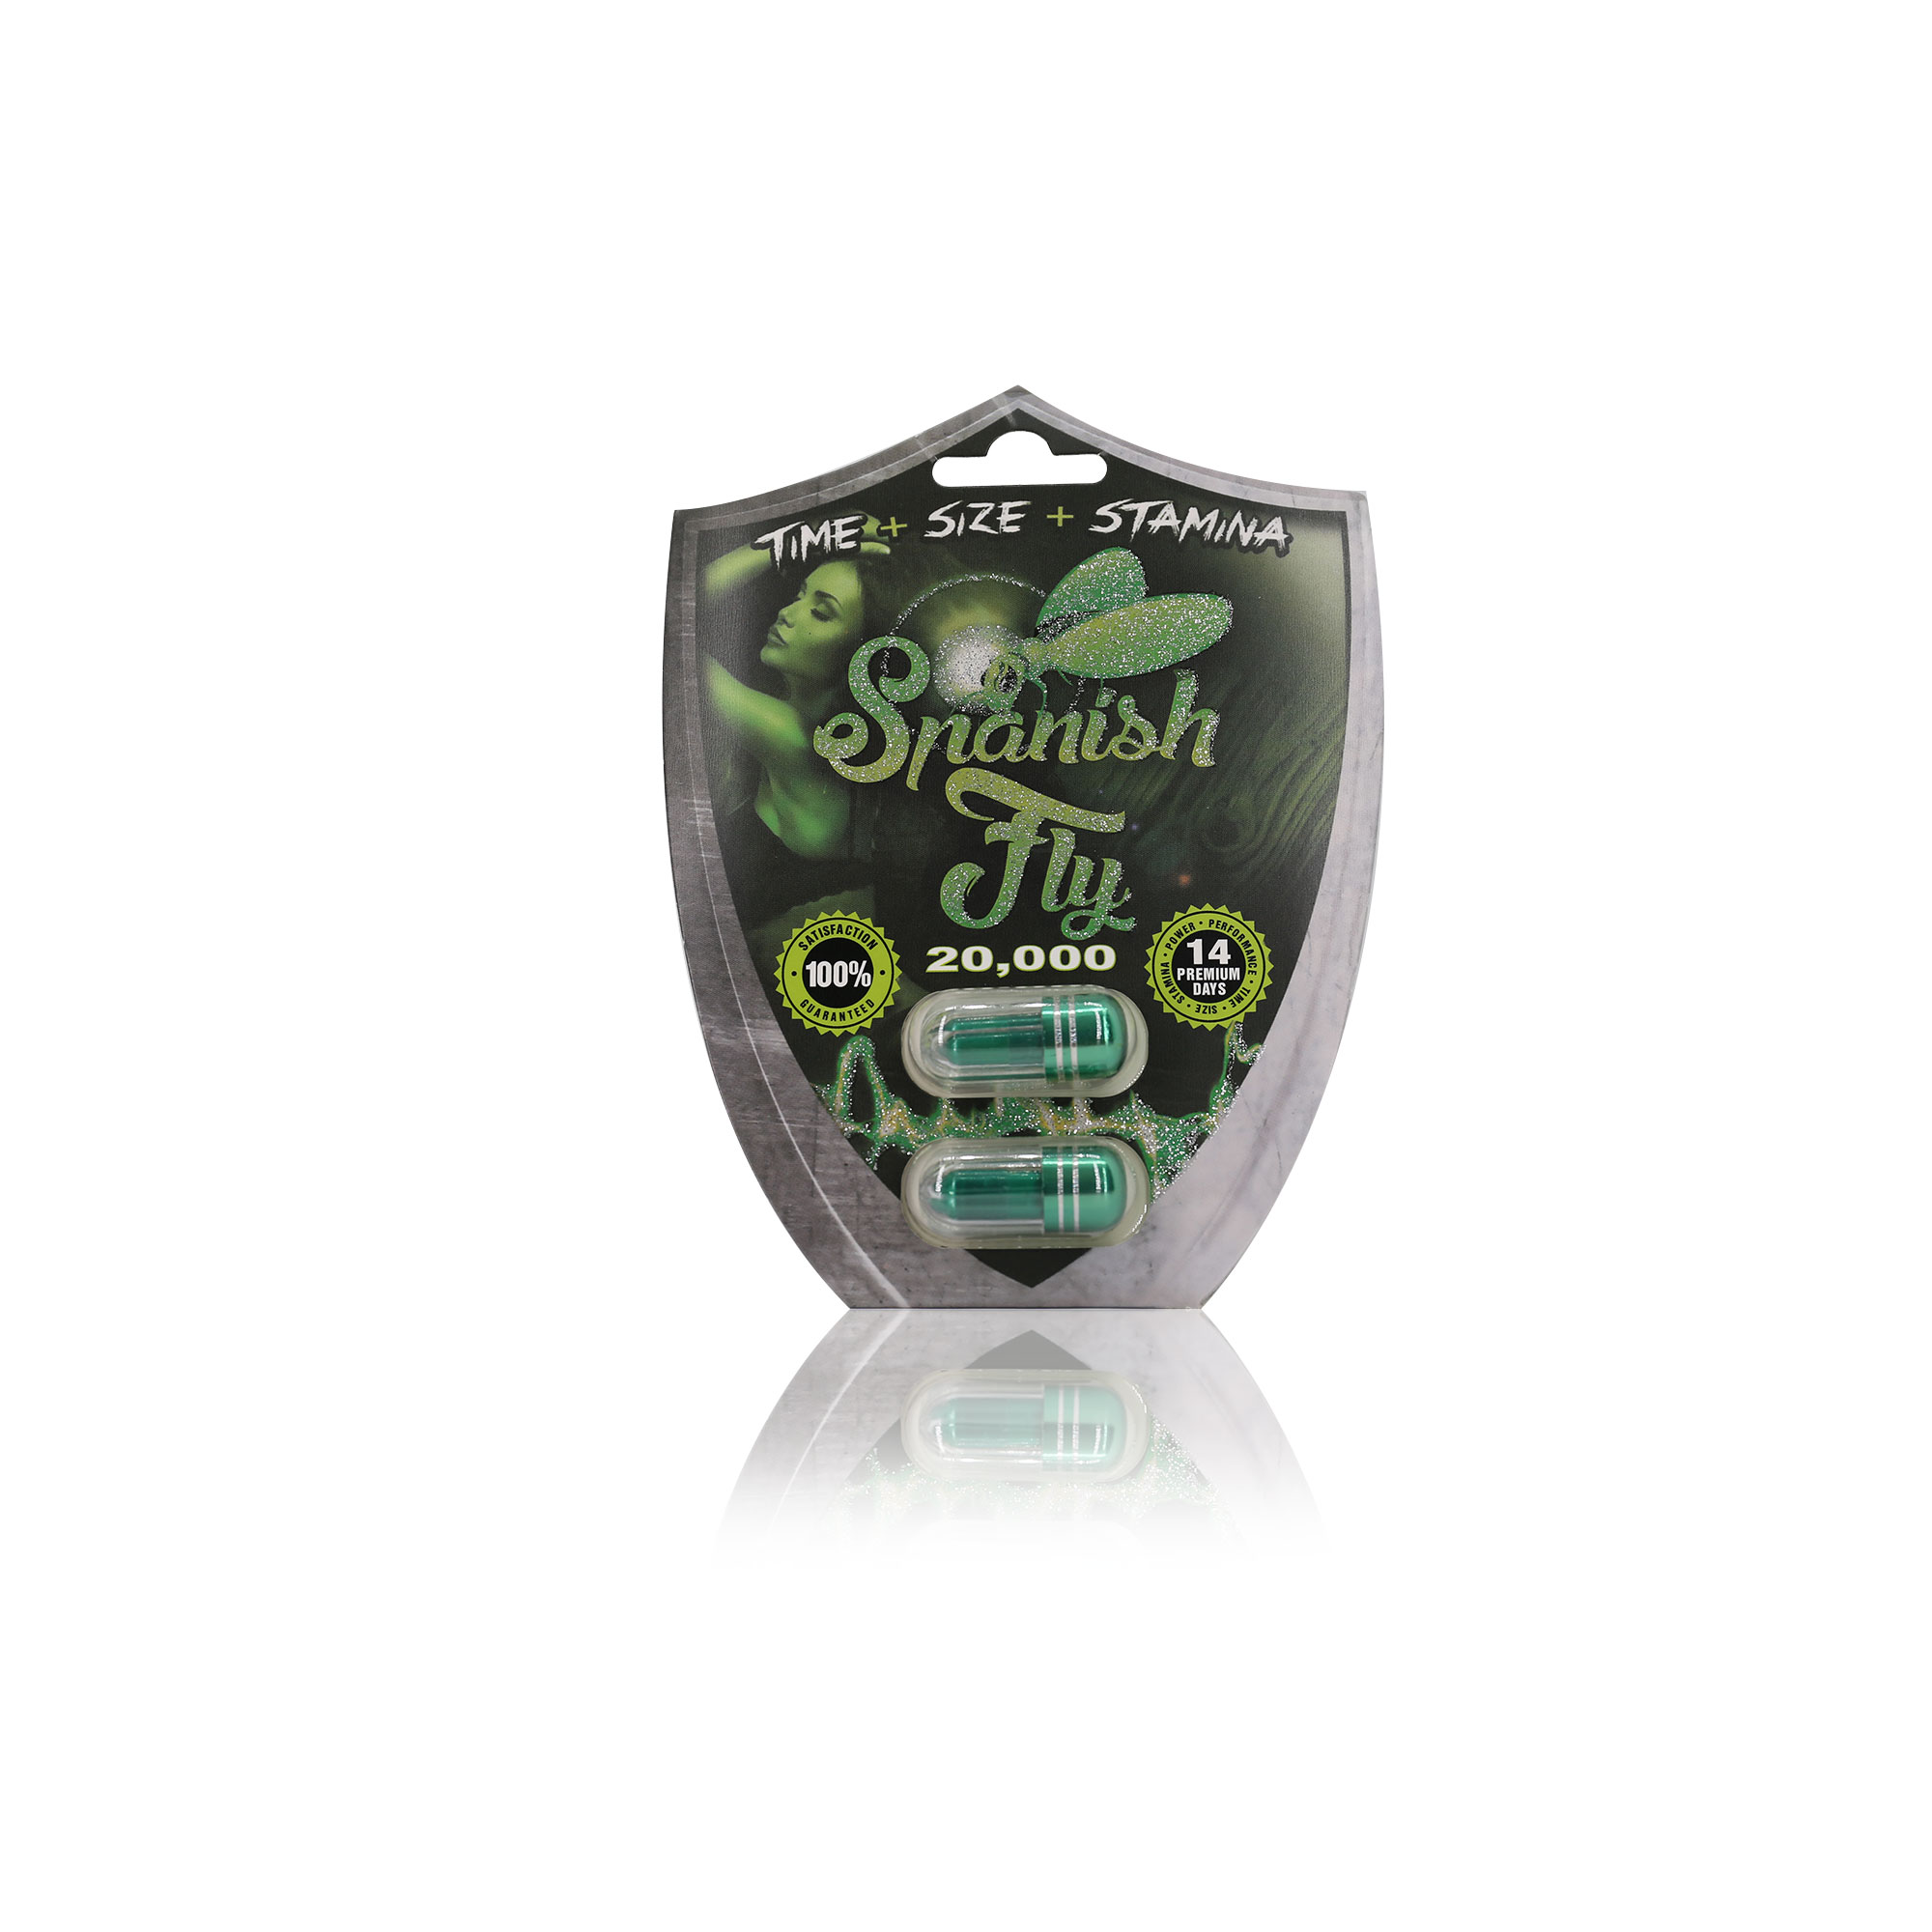 TIME + SIZE + STAMINA
Spanish
Fly
20,000
SATISFACTION
100%
GUARANTEED
POWER • PERFORMANCE • TIME • SIZE • STAMINA •
14
PREMIUM
DAYS